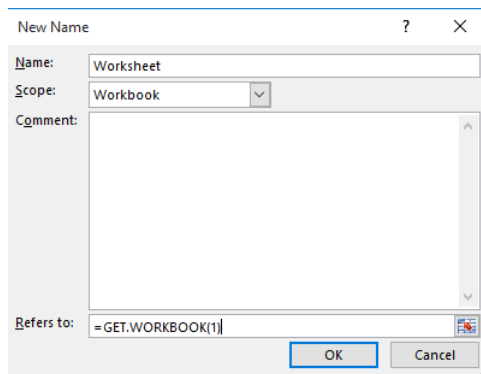 New Name ?
Name: Worksheet
Scope: Workbook
Comment:
Refers to: =GET.WORKBOOK(1)
OK Cancel